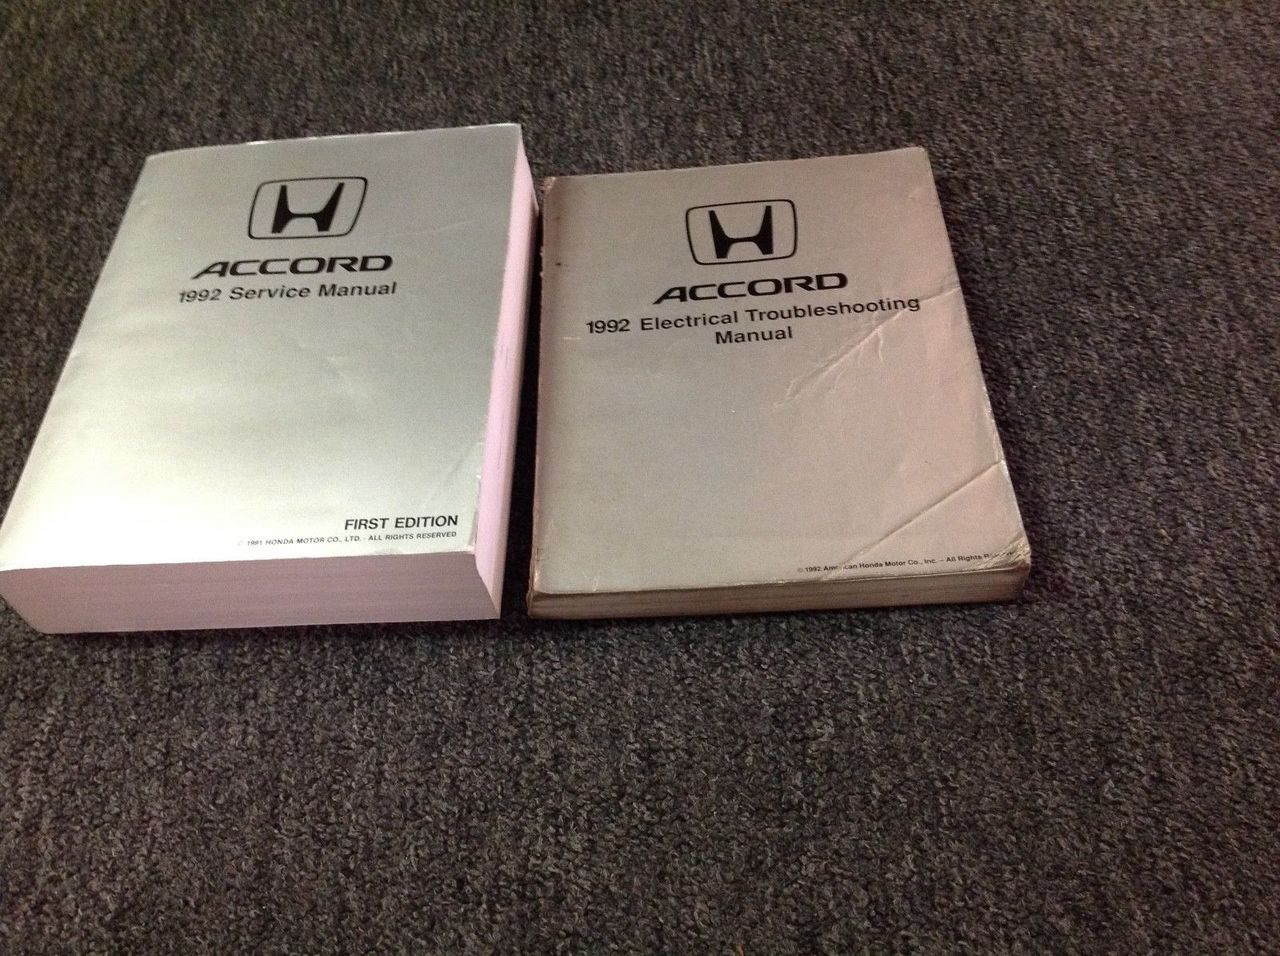 ACCORD
1992 Service Manual
FIRST EDITION
© 1991 HONDA MOTOR CO., LTD. - ALL RIGHTS RESERVED
ACCORD
1992 Electrical Troubleshooting
Manual
© 1992 American Honda Motor Co., Inc. - All Rights